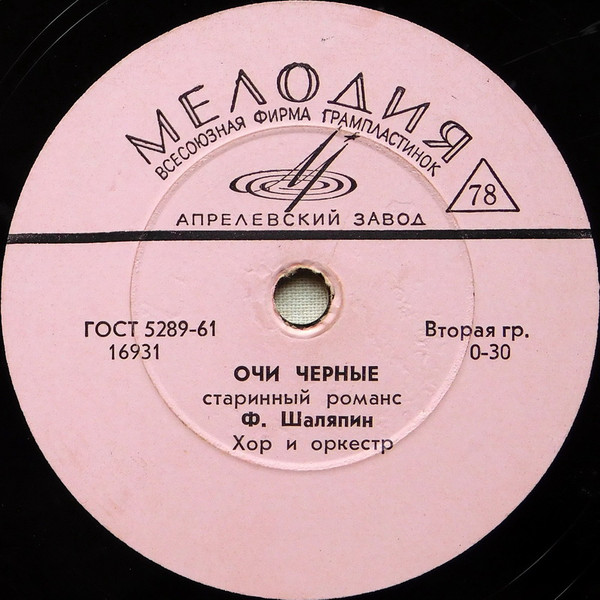 МЕЛОДИЯ
ВСЕСОЮЗНАЯ ФИРМА ГРАМПЛАСТИНОК
78
АПРЕЛЕВСКИЙ ЗАВОД
ГОСТ 5289-61
16931
Вторая гр.
0-30
ОЧИ ЧЕРНЫЕ
старинный романс
Ф. Шаляпин
Хор и оркестр